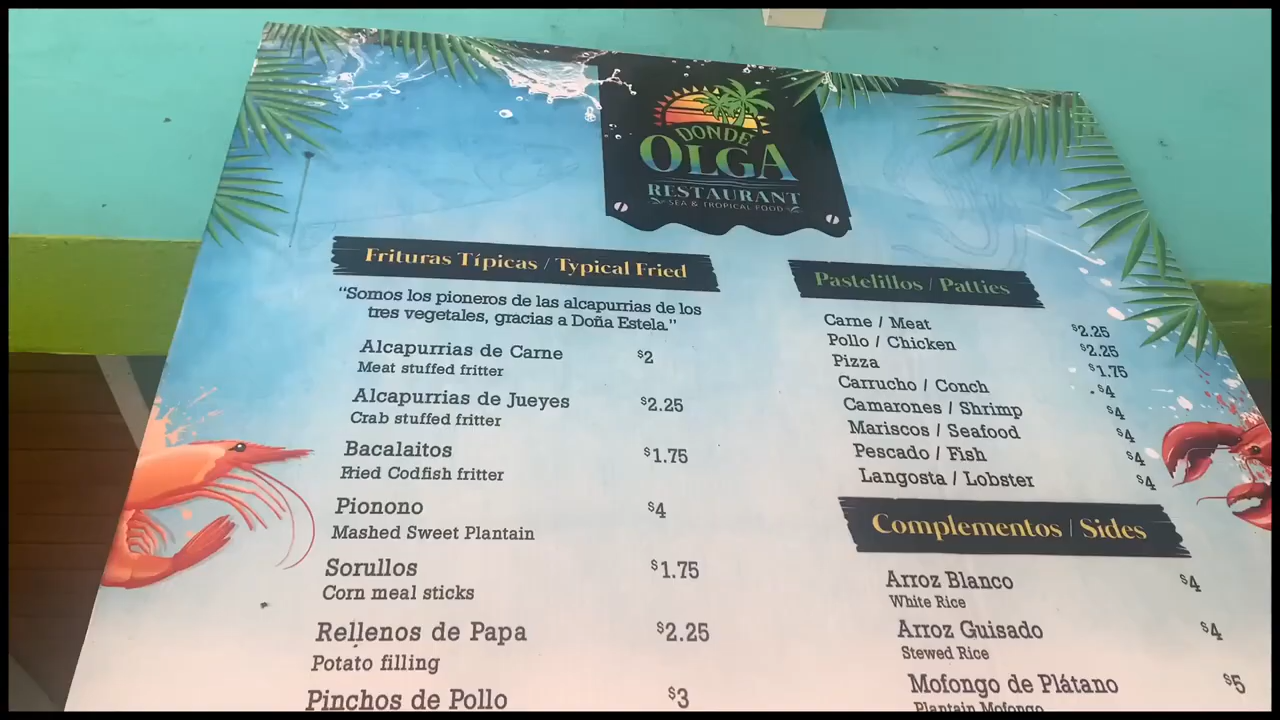 DONDE
OLGA
RESTAURANT
SEA & TROPICAL FOOD
Frituras Típicas / Typical Fried
"Somos los pioneros de las alcapurrias de los
tres vegetales, gracias a Doña Estela."
Alcapurrias de Carne $2
Meat stuffed fritter
Alcapurrias de Jueyes $2.25
Crab stuffed fritter
Bacalaitos $1.75
Fried Codfish fritter
Pionono $4
Mashed Sweet Plantain
Sorullos $1.75
Corn meal sticks
Rellenos de Papa $2.25
Potato filling
Pinchos de Pollo $3
Pastelillos / Patties
Carne / Meat $2.25
Pollo / Chicken $2.25
Pizza $1.75
Carrucho / Conch $4
Camarones / Shrimp $4
Mariscos / Seafood $4
Pescado / Fish $4
Langosta / Lobster $4
Complementos / Sides
Arroz Blanco $4
White Rice
Arroz Guisado $4
Stewed Rice
Mofongo de Plátano $5
Plantain Mofongo